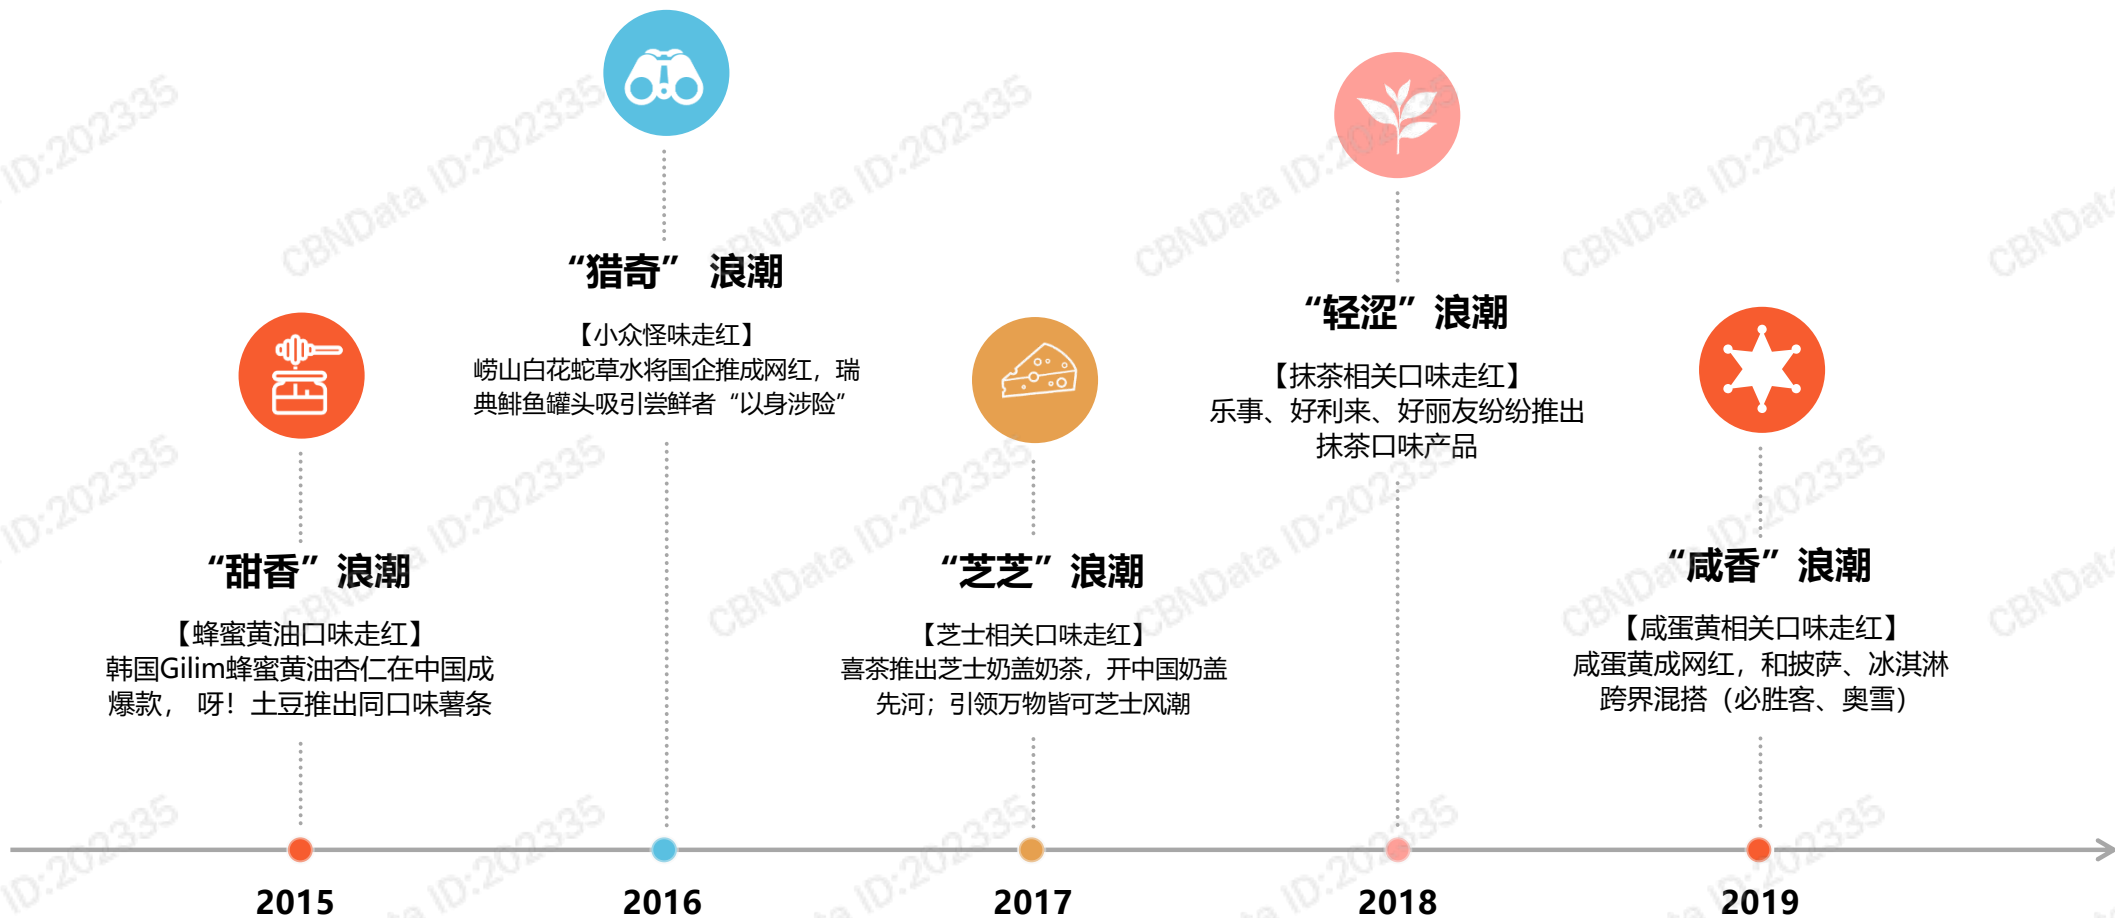 “甜香” 浪潮
【蜂蜜黄油口味走红】
韩国Gilim蜂蜜黄油杏仁在中国成
爆款， 呀！土豆推出同口味薯条
2015
“猎奇” 浪潮
【小众怪味走红】
崂山白花蛇草水将国企推成网红，瑞
典鲱鱼罐头吸引尝鲜者“以身涉险”
2016
“芝芝” 浪潮
【芝士相关口味走红】
喜茶推出芝士奶盖奶茶，开中国奶盖
先河；引领万物皆可芝士风潮
2017
“轻涩” 浪潮
【抹茶相关口味走红】
乐事、好利来、好丽友纷纷推出
抹茶口味产品
2018
“咸香” 浪潮
【咸蛋黄相关口味走红】
咸蛋黄成网红，和披萨、冰淇淋
跨界混搭（必胜客、奥雪）
2019
CBNData ID:202335